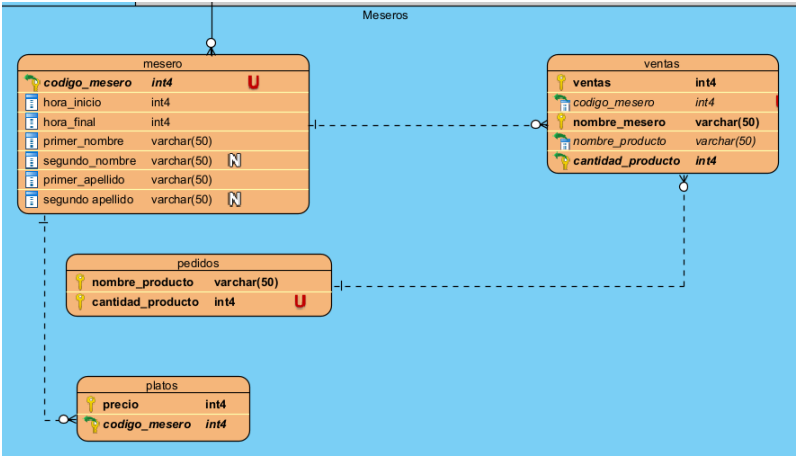 Meseros
mesero
codigo_mesero int4 U
hora_inicio int4
hora_final int4
primer_nombre varchar(50)
segundo_nombre varchar(50) N
primer_apellido varchar(50)
segundo apellido varchar(50) N
ventas
ventas int4
codigo_mesero int4
nombre_mesero varchar(50)
nombre_producto varchar(50)
cantidad_producto int4
pedidos
nombre_producto varchar(50)
cantidad_producto int4 U
platos
precio int4
codigo_mesero int4